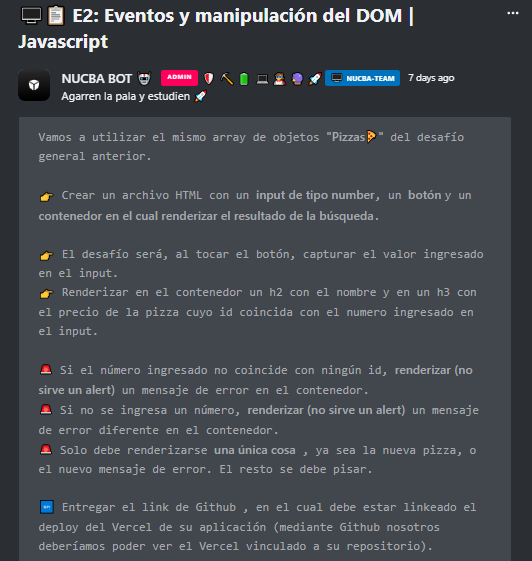 🖥️📋 E2: Eventos y manipulación del DOM |
Javascript
NUCBA BOT ADMIN NUCBA-TEAM 7 days ago
Agarren la pala y estudien 🚀
Vamos a utilizar el mismo array de objetos "Pizzas🍕" del desafío
general anterior.
👉 Crear un archivo HTML con un input de tipo number, un botón y un
contenedor en el cual renderizar el resultado de la búsqueda.
👉 El desafío será, al tocar el botón, capturar el valor ingresado
en el input.
👉 Renderizar en el contenedor un h2 con el nombre y en un h3 con
el precio de la pizza cuyo id coincida con el numero ingresado en
el input.
🚨 Si el número ingresado no coincide con ningún id, renderizar (no
sirve un alert) un mensaje de error en el contenedor.
🚨 Si no se ingresa un número, renderizar (no sirve un alert) un mensaje
de error diferente en el contenedor.
🚨 Solo debe renderizarse una única cosa , ya sea la nueva pizza, o
el nuevo mensaje de error. El resto se debe pisar.
Entregar el link de Github , en el cual debe estar linkeado el
deploy del Vercel de su aplicación (mediante Github nosotros
deberíamos poder ver el Vercel vinculado a su repositorio).